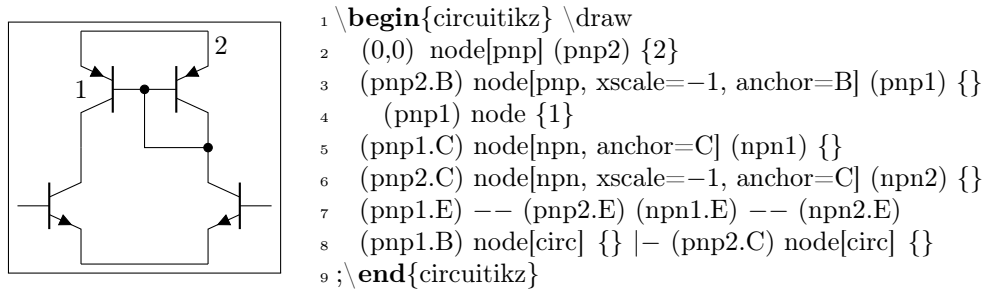 2
1
1 \begin{circuitikz} \draw
2 (0,0) node[pnp] (pnp2) {2}
3 (pnp2.B) node[pnp, xscale=−1, anchor=B] (pnp1) {}
4 (pnp1) node {1}
5 (pnp1.C) node[npn, anchor=C] (npn1) {}
6 (pnp2.C) node[npn, xscale=−1, anchor=C] (npn2) {}
7 (pnp1.E) −− (pnp2.E) (npn1.E) −− (npn2.E)
8 (pnp1.B) node[circ] {} |− (pnp2.C) node[circ] {}
9 ;\end{circuitikz}